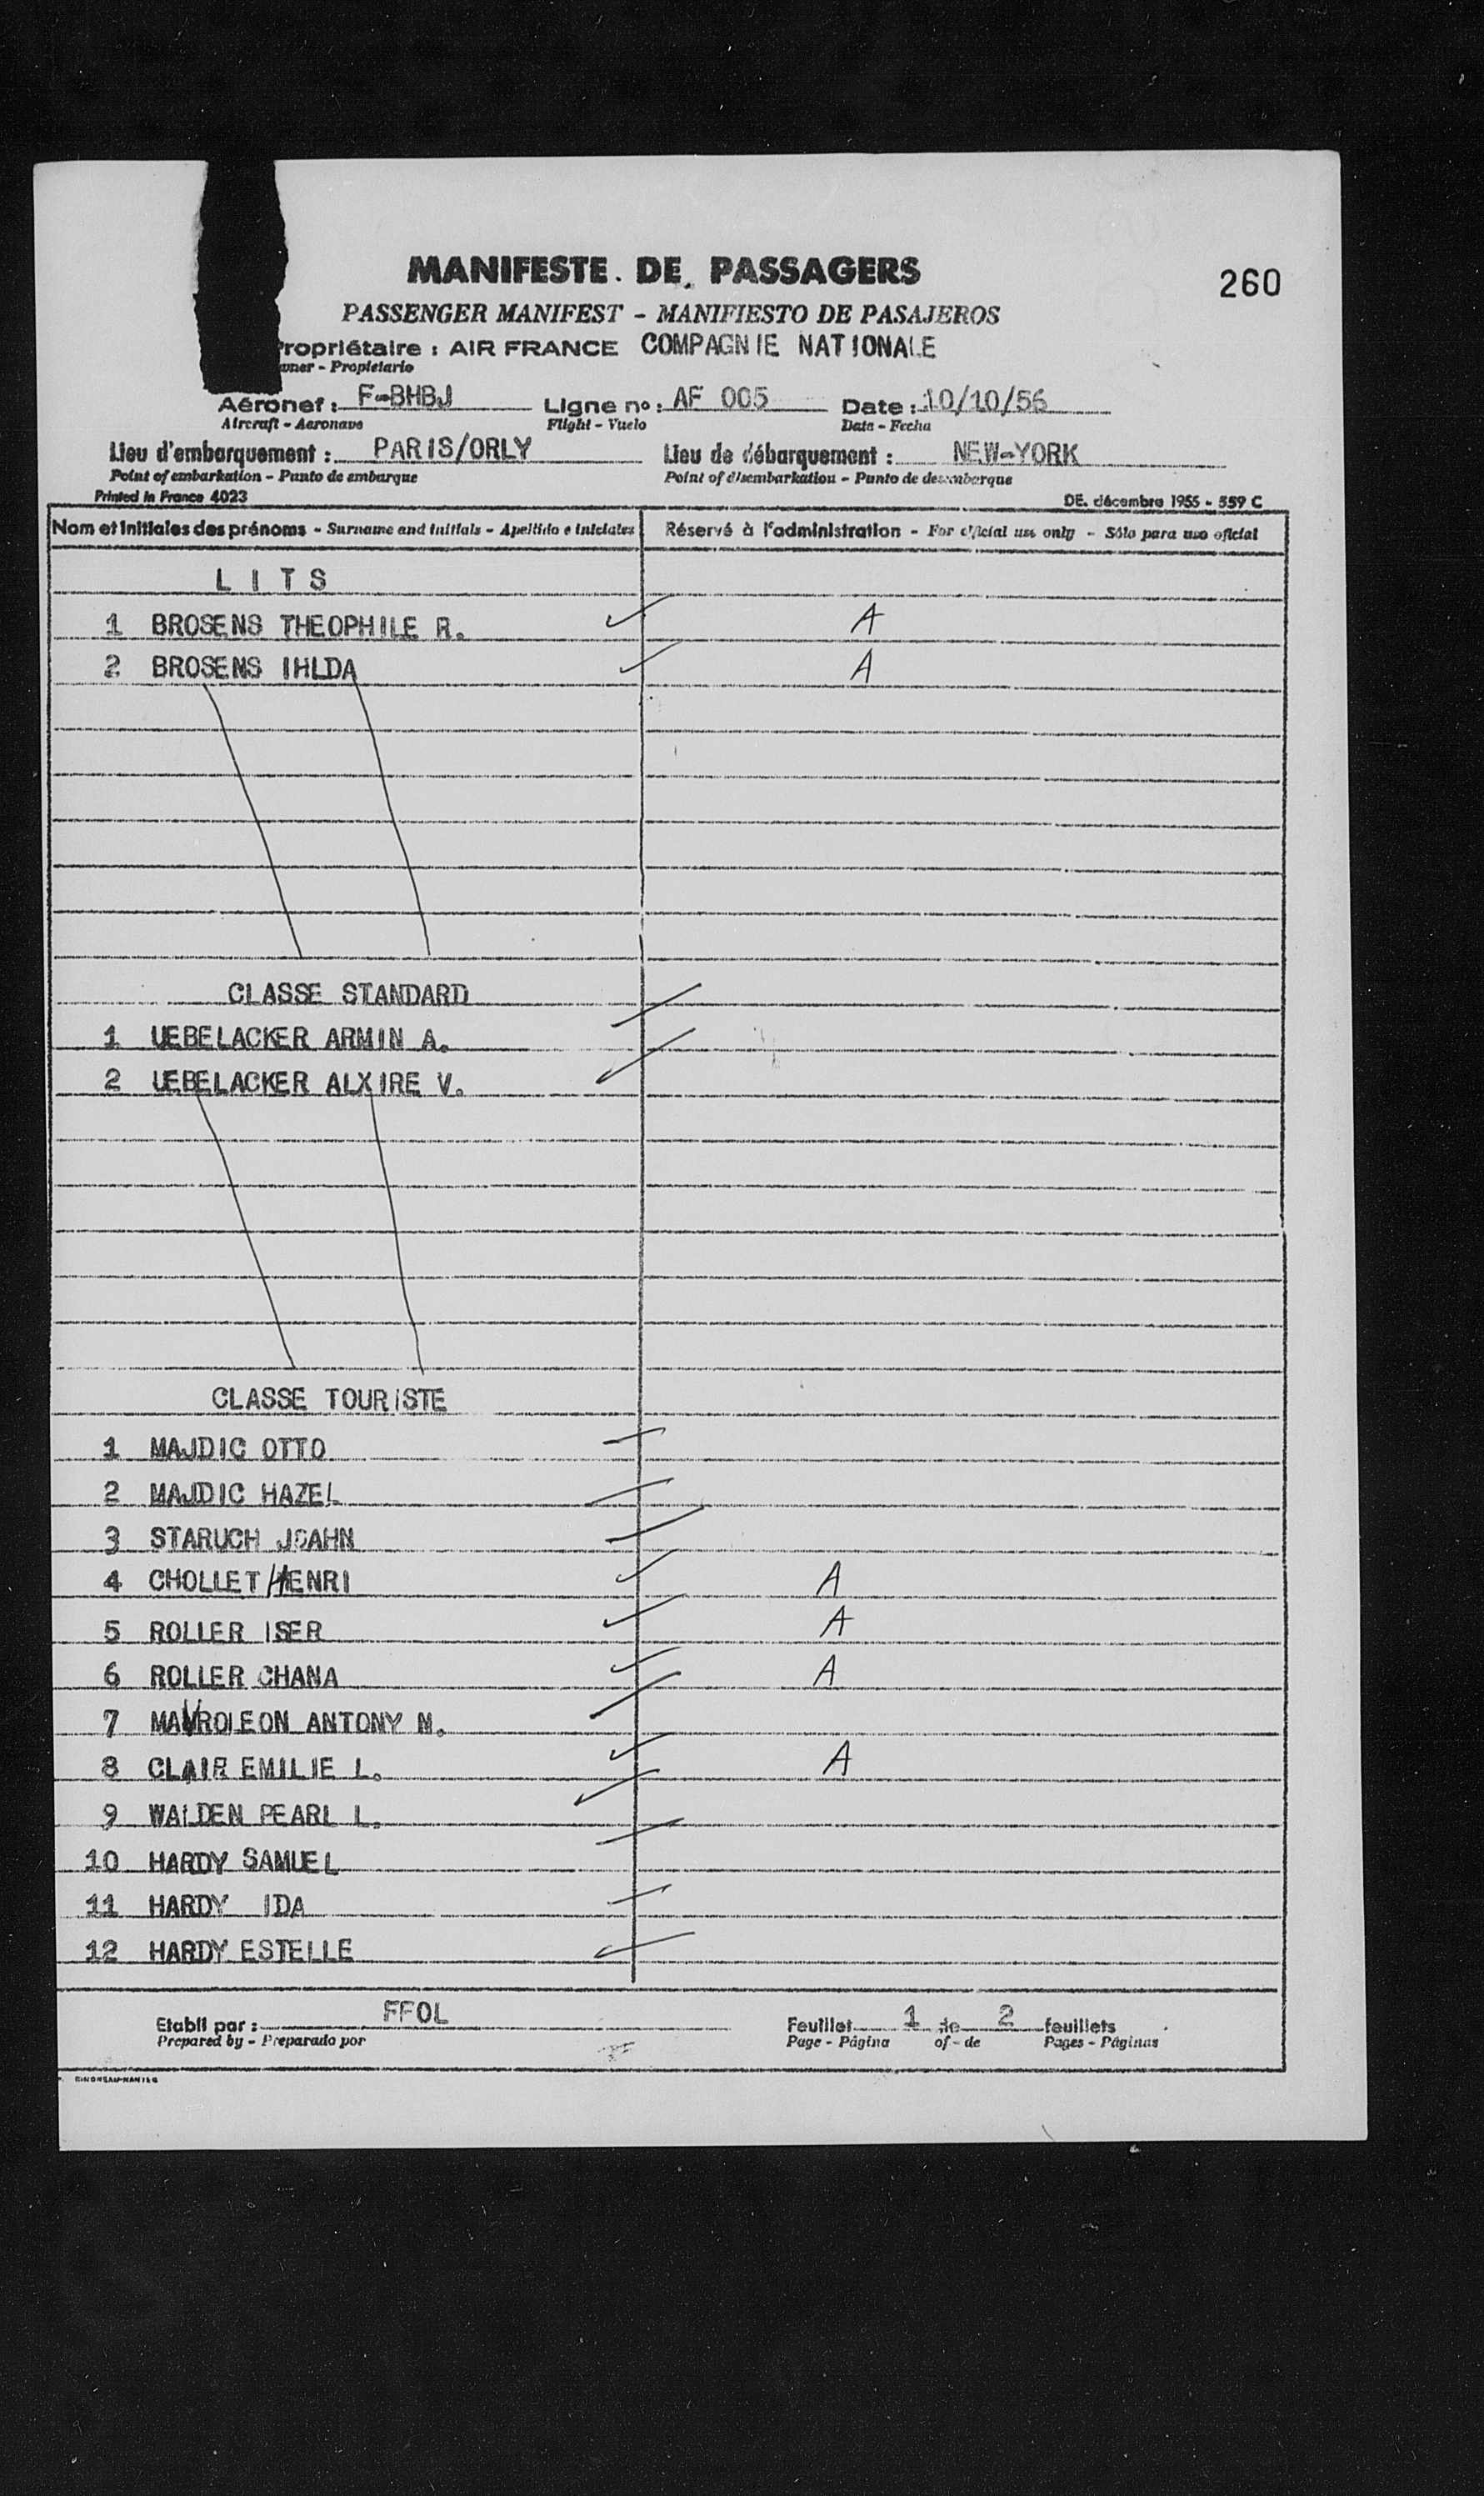 MANIFESTE DE PASSAGERS
260
PASSENGER MANIFEST - MANIFIESTO DE PASAJEROS
Propriétaire : AIR FRANCE COMPAGNIE NATIONALE
Owner - Propietario
Aéronef : F-BHBJ Ligne no : AF 005 Date : 10/10/56
Aircraft - Aeronave Flight - Vuelo Date - Fecha
Lieu d'embarquement : PARIS/ORLY Lieu de débarquement : NEW-YORK
Point of embarkation - Punto de embarque Point of disembarkation - Punto de desembarque
Printed in France 4023 DE. décembre 1955 - 559 C
Nom et initiales des prénoms - Surname and initials - Apellido e iniciales Réservé à l'administration - For official use only - Sólo para uso oficial
LITS
1 BROSENS THEOPHILE R. A
2 BROSENS IHLDA A
CLASSE STANDARD
1 UEBELACKER ARMIN A.
2 UEBELACKER ALXIRE V.
CLASSE TOURISTE
1 MAJDIC OTTO
2 MAJDIC HAZEL
3 STARUCH JOAHN
4 CHOLLET HENRI A
5 ROLLER ISER A
6 ROLLER CHANA A
7 MAVROLEON ANTONY N.
8 CLAIR EMILIE L. A
9 WALDEN PEARL L.
10 HARDY SAMUEL
11 HARDY IDA
12 HARDY ESTELLE
Etabli par : FFOL Feuillet 1 de 2 feuillets
Prepared by - Preparado por Page - Página of - de Pages - Páginas